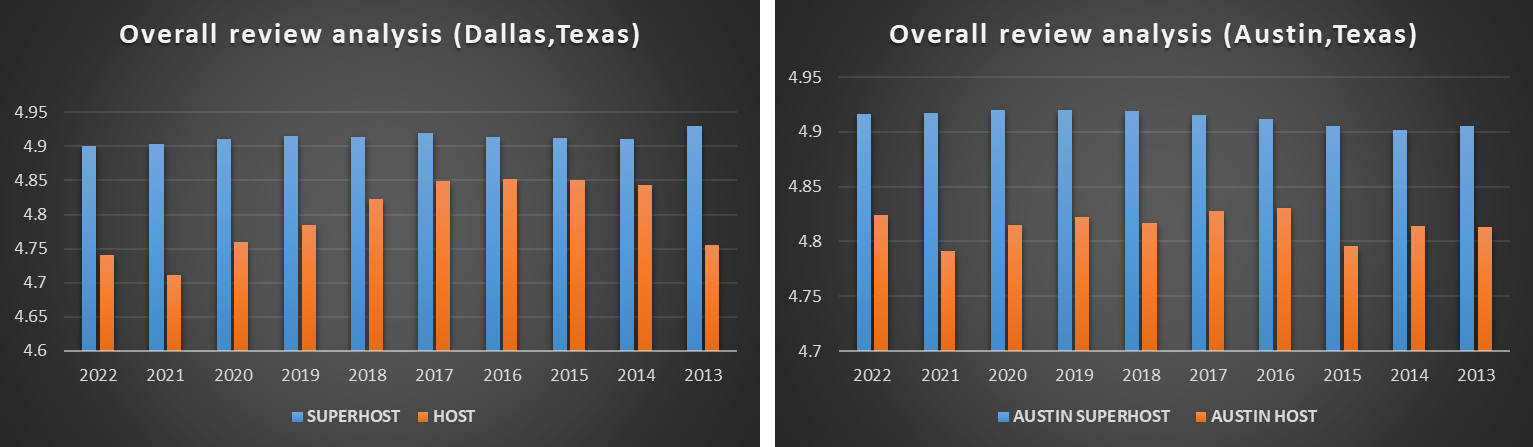 Overall review analysis (Dallas,Texas)
4.95
4.9
4.85
4.8
4.75
4.7
4.65
4.6
2022 2021 2020 2019 2018 2017 2016 2015 2014 2013
SUPERHOST HOST
Overall review analysis (Austin,Texas)
4.95
4.9
4.85
4.8
4.75
4.7
2022 2021 2020 2019 2018 2017 2016 2015 2014 2013
AUSTIN SUPERHOST AUSTIN HOST